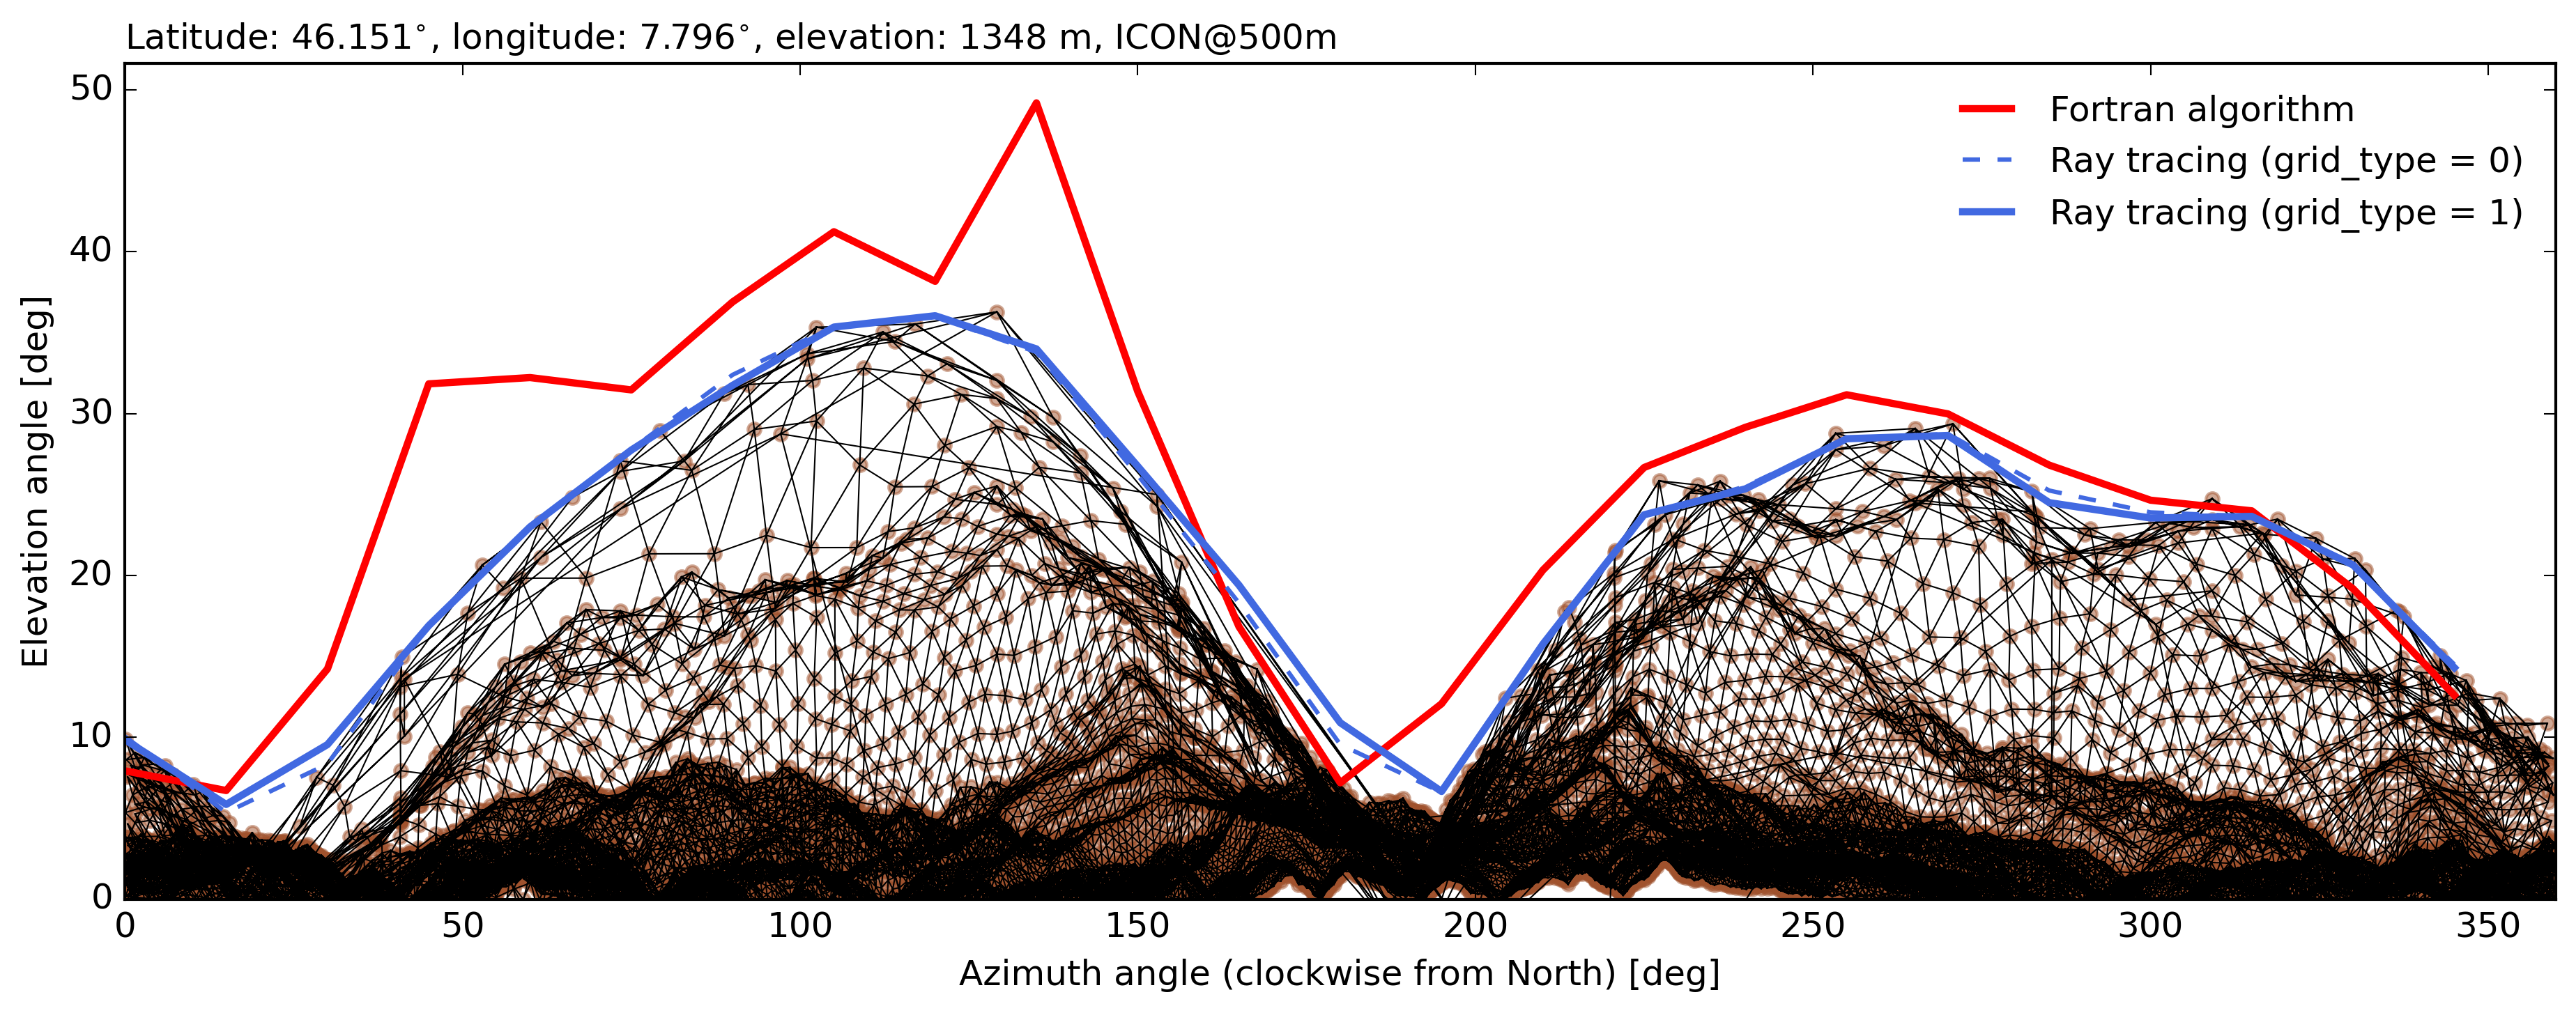 Latitude: 46.151°, longitude: 7.796°, elevation: 1348 m, ICON@500m
50
40
30
20
10
0
Elevation angle [deg]
Fortran algorithm
Ray tracing (grid_type = 0)
Ray tracing (grid_type = 1)
0 50 100 150 200 250 300 350
Azimuth angle (clockwise from North) [deg]